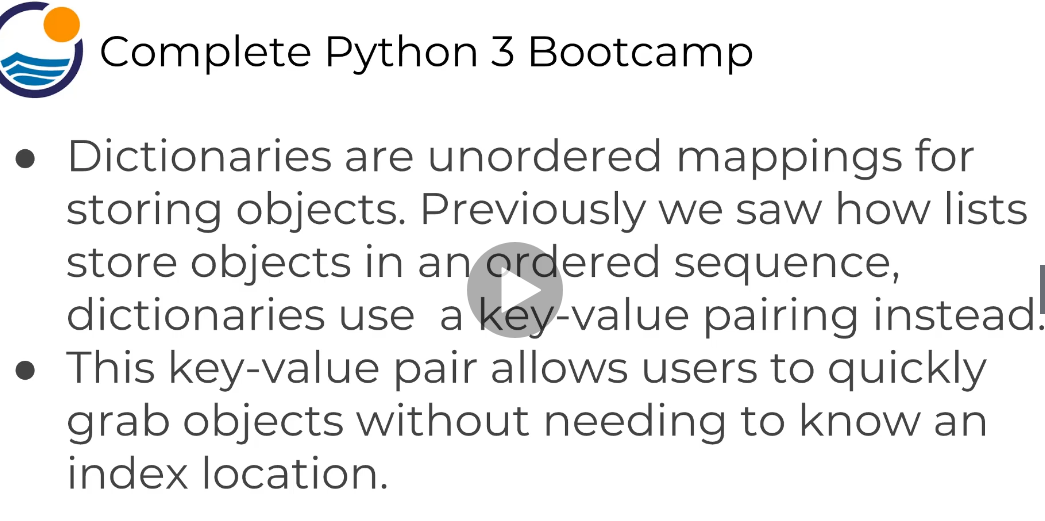 Complete Python 3 Bootcamp
● Dictionaries are unordered mappings for
storing objects. Previously we saw how lists
store objects in an ordered sequence,
dictionaries use  a key-value pairing instead.
● This key-value pair allows users to quickly
grab objects without needing to know an
index location.